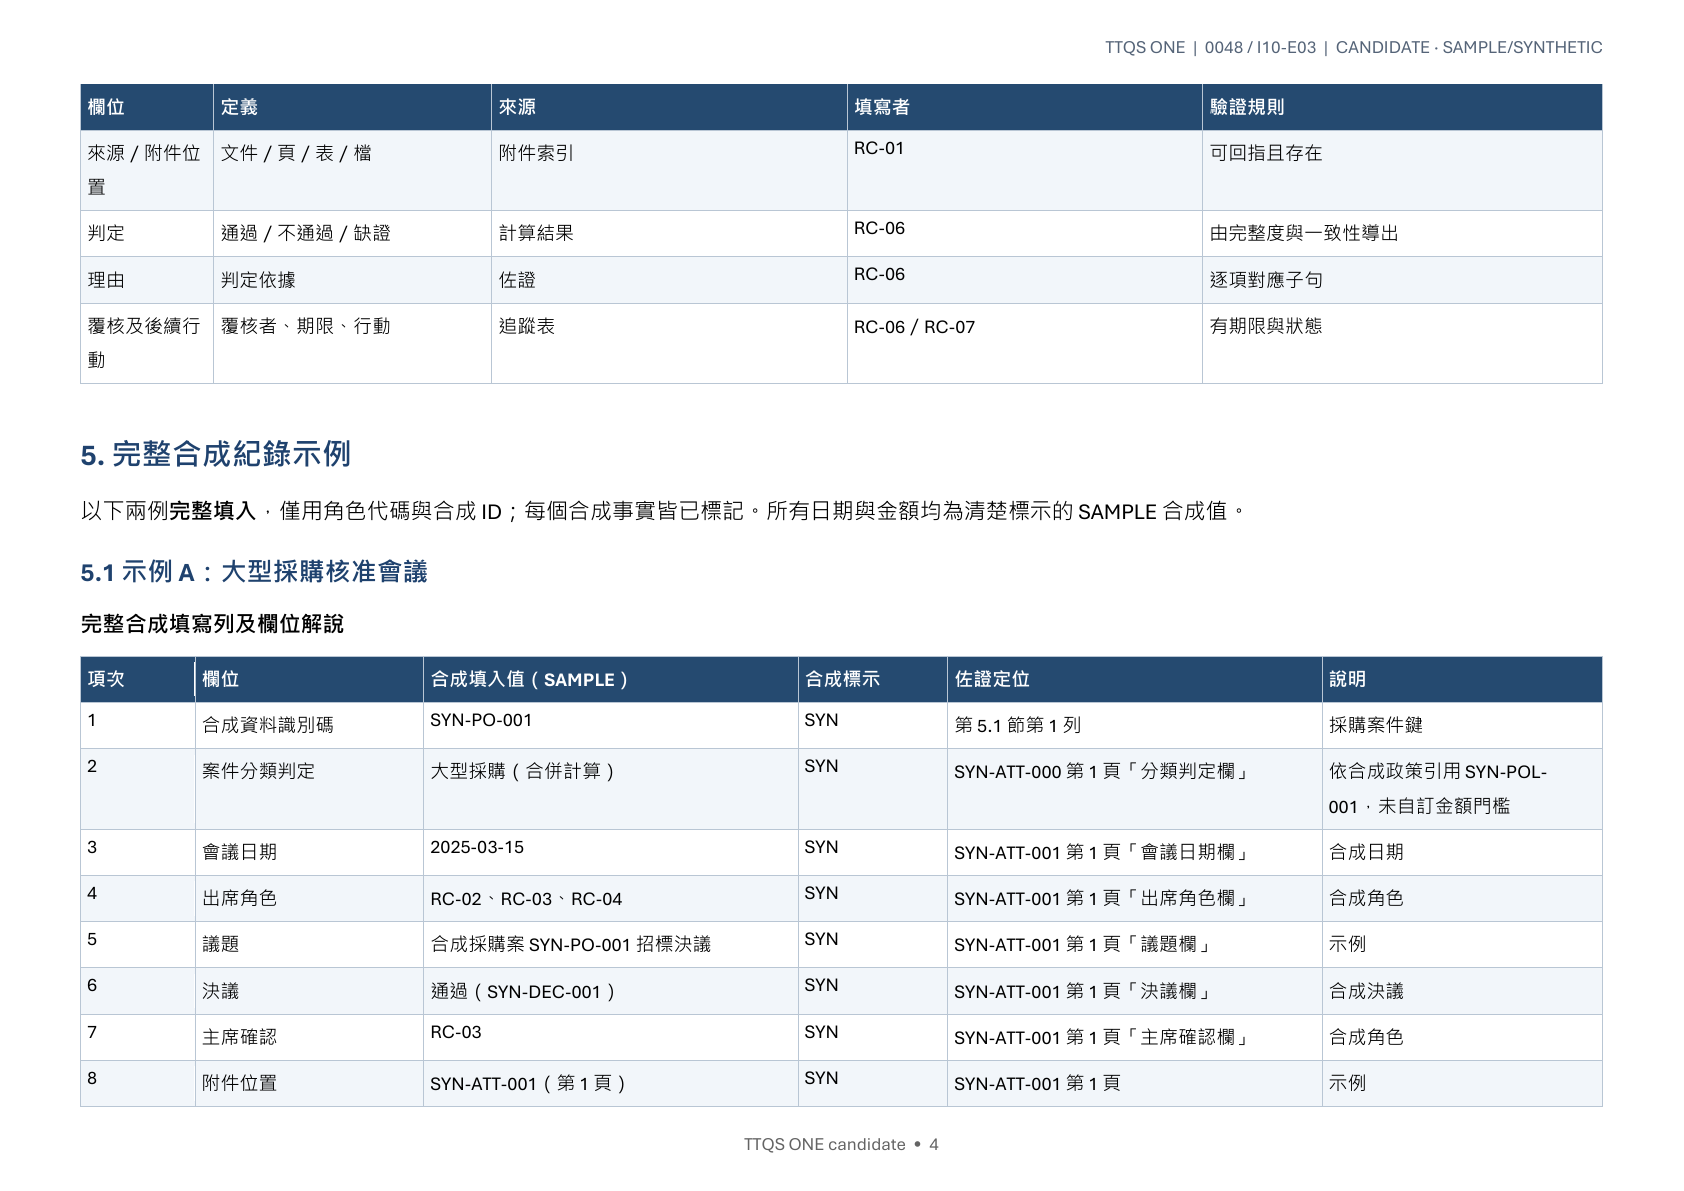 TTQS ONE | 0048 / I10-E03 | CANDIDATE · SAMPLE/SYNTHETIC
欄位 定義 來源 填寫者 驗證規則
來源 / 附件位 文件 / 頁 / 表 / 檔 附件索引 RC-01 可回指且存在
置
判定 通過 / 不通過 / 缺證 計算結果 RC-06 由完整度與一致性導出
理由 判定依據 佐證 RC-06 逐項對應子句
覆核及後續行 覆核者、期限、行動 追蹤表 RC-06 / RC-07 有期限與狀態
動
5. 完整合成紀錄示例
以下兩例完整填入，僅用角色代碼與合成 ID；每個合成事實皆已標記。所有日期與金額均為清楚標示的 SAMPLE 合成值。
5.1 示例 A：大型採購核准會議
完整合成填寫列及欄位解說
項次 欄位 合成填入值（SAMPLE） 合成標示 佐證定位 說明
1 合成資料識別碼 SYN-PO-001 SYN 第 5.1 節第 1 列 採購案件鍵
2 案件分類判定 大型採購（合併計算） SYN SYN-ATT-000 第 1 頁「分類判定欄」 依合成政策引用 SYN-POL-
001，未自訂金額門檻
3 會議日期 2025-03-15 SYN SYN-ATT-001 第 1 頁「會議日期欄」 合成日期
4 出席角色 RC-02、RC-03、RC-04 SYN SYN-ATT-001 第 1 頁「出席角色欄」 合成角色
5 議題 合成採購案 SYN-PO-001 招標決議 SYN SYN-ATT-001 第 1 頁「議題欄」 示例
6 決議 通過（SYN-DEC-001） SYN SYN-ATT-001 第 1 頁「決議欄」 合成決議
7 主席確認 RC-03 SYN SYN-ATT-001 第 1 頁「主席確認欄」 合成角色
8 附件位置 SYN-ATT-001（第 1 頁） SYN SYN-ATT-001 第 1 頁 示例
TTQS ONE candidate • 4